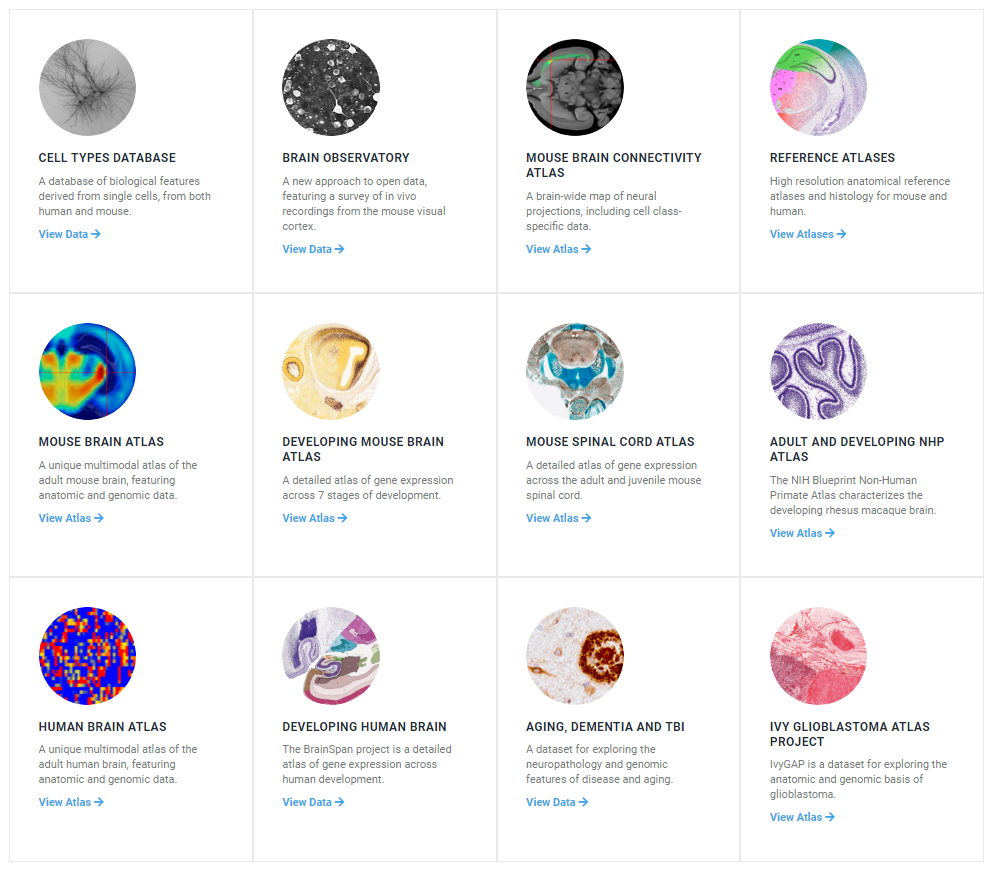 CELL TYPES DATABASE
A database of biological features
derived from single cells, from both
human and mouse.
View Data →
BRAIN OBSERVATORY
A new approach to open data,
featuring a survey of in vivo
recordings from the mouse visual
cortex.
View Data →
MOUSE BRAIN CONNECTIVITY
ATLAS
A brain-wide map of neural
projections, including cell class-
specific data.
View Atlas →
REFERENCE ATLASES
High resolution anatomical reference
atlases and histology for mouse and
human.
View Atlases →
MOUSE BRAIN ATLAS
A unique multimodal atlas of the
adult mouse brain, featuring
anatomic and genomic data.
View Atlas →
DEVELOPING MOUSE BRAIN
ATLAS
A detailed atlas of gene expression
across 7 stages of development.
View Atlas →
MOUSE SPINAL CORD ATLAS
A detailed atlas of gene expression
across the adult and juvenile mouse
spinal cord.
View Atlas →
ADULT AND DEVELOPING NHP
ATLAS
The NIH Blueprint Non-Human
Primate Atlas characterizes the
developing rhesus macaque brain.
View Atlas →
HUMAN BRAIN ATLAS
A unique multimodal atlas of the
adult human brain, featuring
anatomic and genomic data.
View Atlas →
DEVELOPING HUMAN BRAIN
The BrainSpan project is a detailed
atlas of gene expression across
human development.
View Data →
AGING, DEMENTIA AND TBI
A dataset for exploring the
neuropathology and genomic
features of disease and aging.
View Data →
IVY GLIOBLASTOMA ATLAS
PROJECT
IvyGAP is a dataset for exploring the
anatomic and genomic basis of
glioblastoma.
View Atlas →